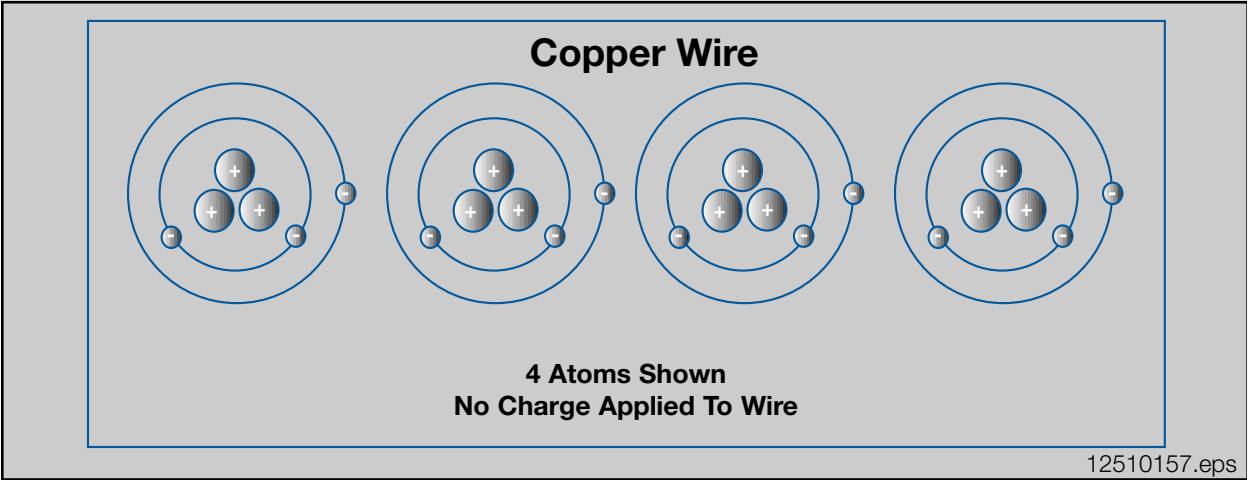 Copper Wire
+ + + +
- - - -
+ + + + + + + +
- - - - - - - -
4 Atoms Shown
No Charge Applied To Wire
12510157.eps